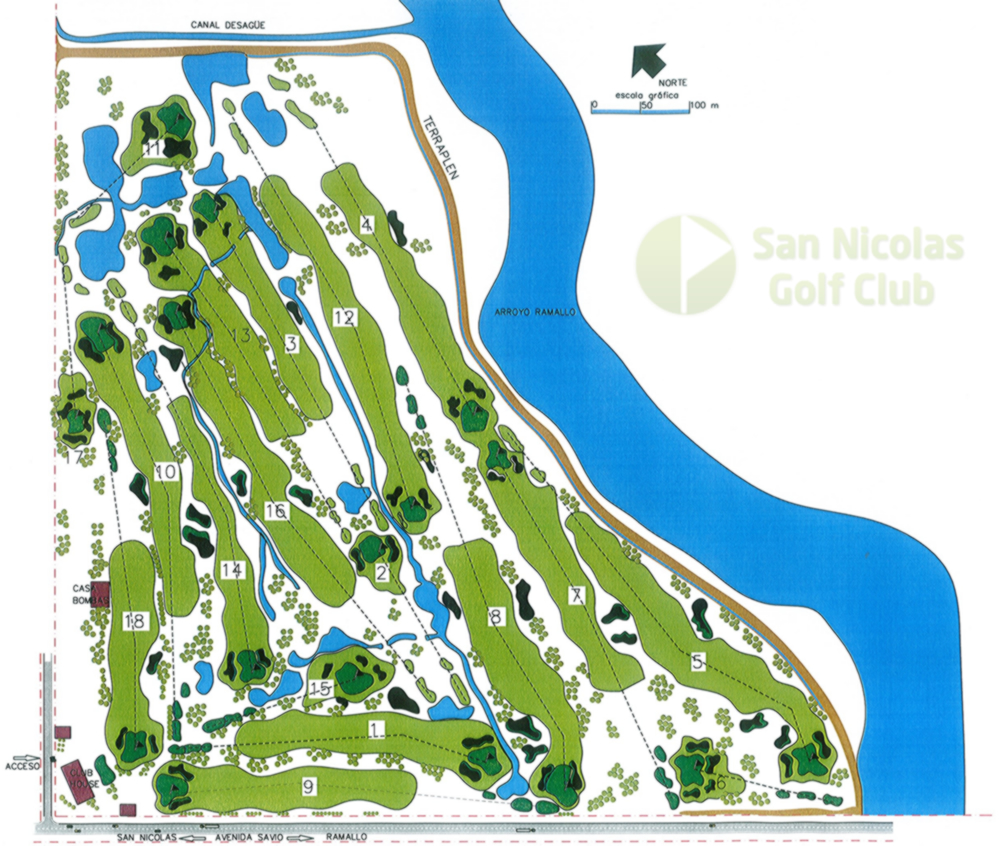 CANAL DESAGÜE
NORTE
escala gráfica
0 50 100 m
TERRAPLEN
11
4
San Nicolas
Golf Club
ARROYO RAMALLO
12
13
3
17
10
16
2
14
CASA
BOMBAS
7
8
18
5
15
1
ACCESO
CLUB
HOUSE
6
9
SAN NICOLAS AVENIDA SAVIO RAMALLO